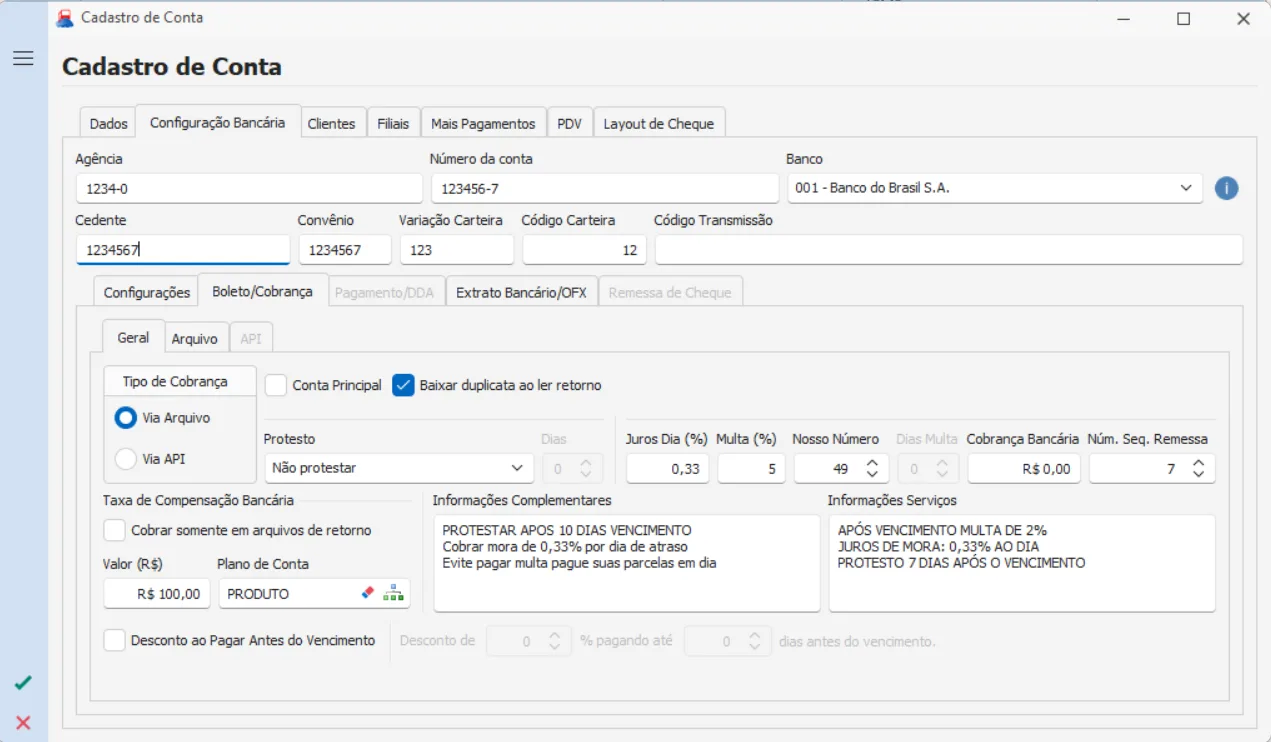 Cadastro de Conta
Cadastro de Conta
Dados
Configuração Bancária
Clientes
Filiais
Mais Pagamentos
PDV
Layout de Cheque
Agência
Número da conta
Banco
1234-0
123456-7
001 - Banco do Brasil S.A.
Cedente
Convênio
Variação Carteira
Código Carteira
Código Transmissão
1234567
1234567
123
12
Configurações
Boleto/Cobrança
Pagamento/DDA
Extrato Bancário/OFX
Remessa de Cheque
Geral
Arquivo
API
Tipo de Cobrança
Conta Principal
Baixar duplicata ao ler retorno
Via Arquivo
Via API
Protesto
Dias
Juros Dia (%)
Multa (%)
Nosso Número
Dias Multa
Cobrança Bancária
Núm. Seq. Remessa
Não protestar
0
0,33
5
49
0
R$ 0,00
7
Taxa de Compensação Bancária
Informações Complementares
Informações Serviços
Cobrar somente em arquivos de retorno
PROTESTAR APOS 10 DIAS VENCIMENTO
Cobrar mora de 0,33% por dia de atraso
Evite pagar multa pague suas parcelas em dia
APÓS VENCIMENTO MULTA DE 2%
JUROS DE MORA: 0,33% AO DIA
PROTESTO 7 DIAS APÓS O VENCIMENTO
Valor (R$)
Plano de Conta
R$ 100,00
PRODUTO
Desconto ao Pagar Antes do Vencimento
Desconto de
0
% pagando até
0
dias antes do vencimento.